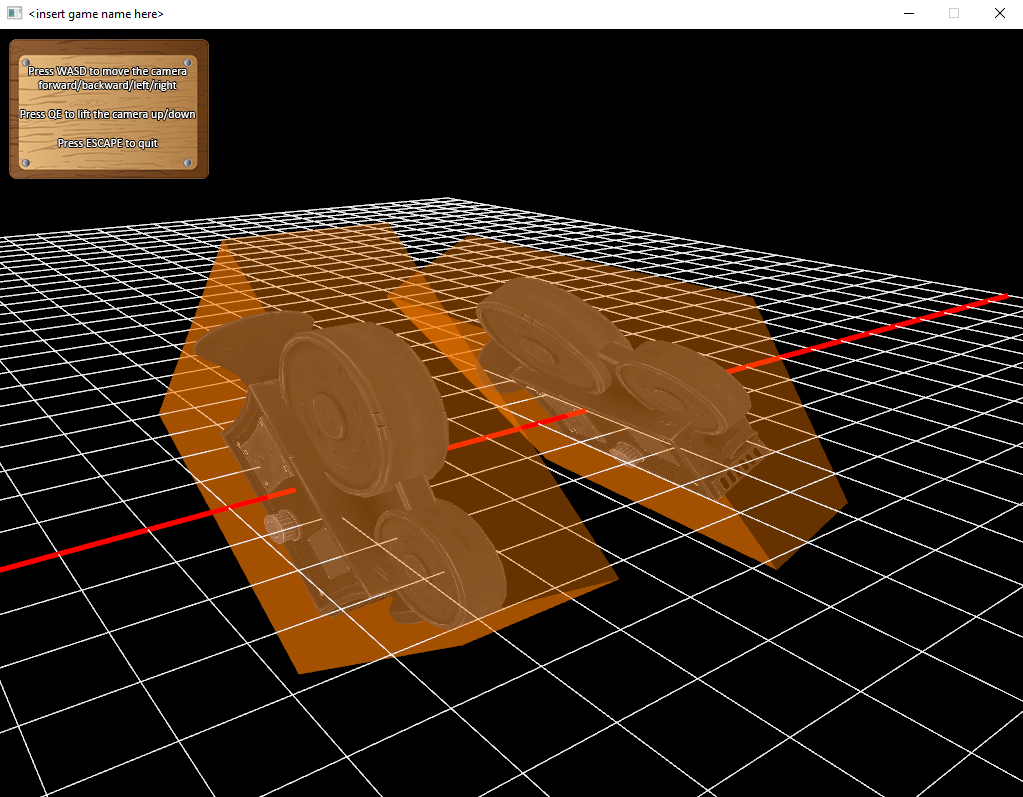 <insert game name here>
Press WASD to move the camera
forward/backward/left/right
Press QE to lift the camera up/down
Press ESCAPE to quit